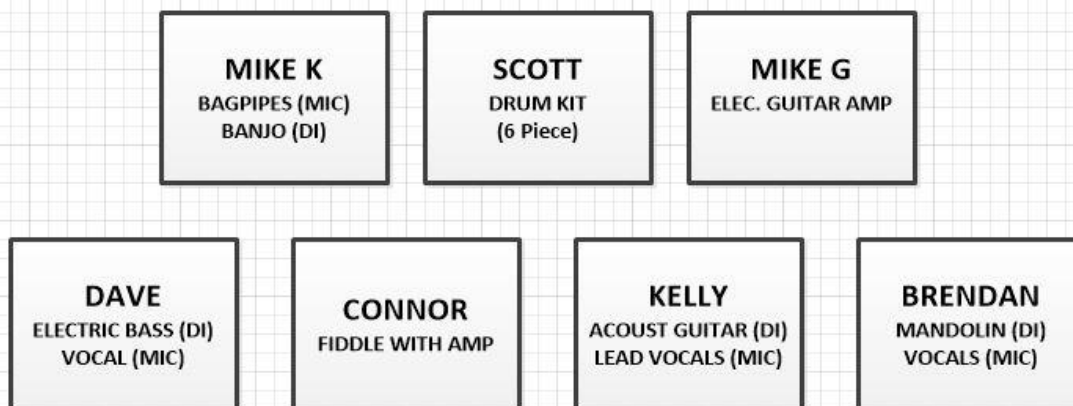 MIKE K
BAGPIPES (MIC)
BANJO (DI)
SCOTT
DRUM KIT
(6 Piece)
MIKE G
ELEC. GUITAR AMP
DAVE
ELECTRIC BASS (DI)
VOCAL (MIC)
CONNOR
FIDDLE WITH AMP
KELLY
ACOUST GUITAR (DI)
LEAD VOCALS (MIC)
BRENDAN
MANDOLIN (DI)
VOCALS (MIC)